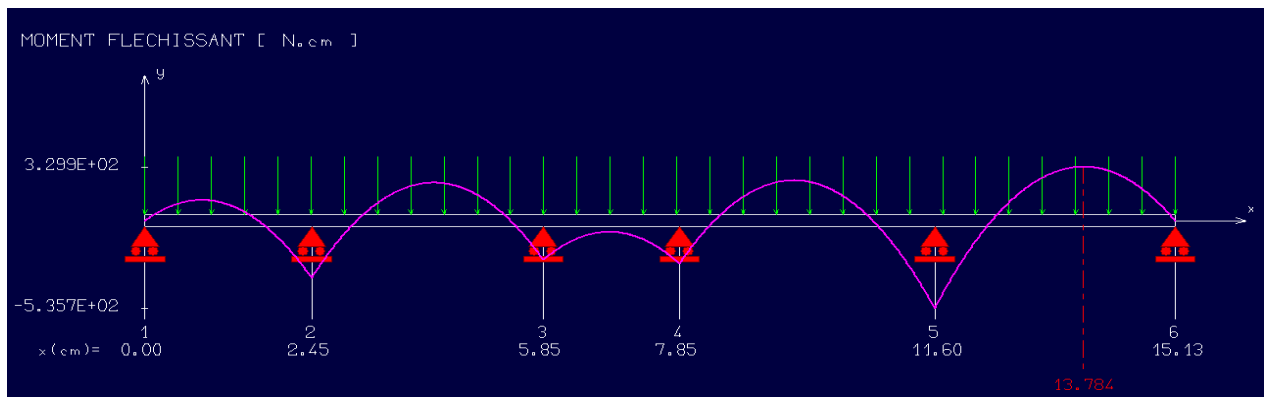 MOMENT FLECHISSANT [ N.cm ]
y
3.299E+02
x
-5.357E+02
1 2 3 4 5 6
x(cm)= 0.00 2.45 5.85 7.85 11.60 15.13
13.784